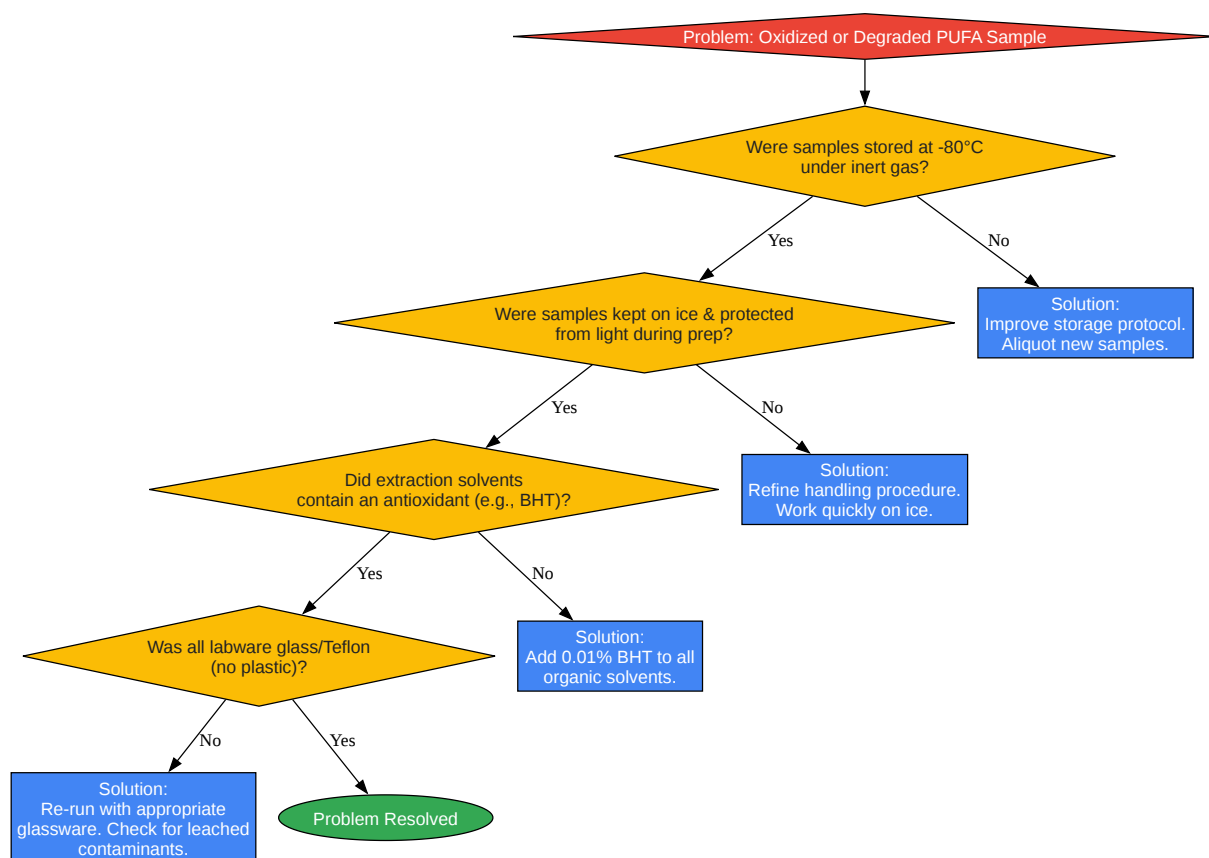 Problem: Oxidized or Degraded PUFA Sample
Were samples stored at -80°C
under inert gas?
Yes
No
Were samples kept on ice & protected
from light during prep?
Solution:
Improve storage protocol.
Aliquot new samples.
Yes
No
Did extraction solvents
contain an antioxidant (e.g., BHT)?
Solution:
Refine handling procedure.
Work quickly on ice.
Yes
No
Was all labware glass/Teflon
(no plastic)?
Solution:
Add 0.01% BHT to all
organic solvents.
No
Yes
Solution:
Re-run with appropriate
glassware. Check for leached
contaminants.
Problem Resolved